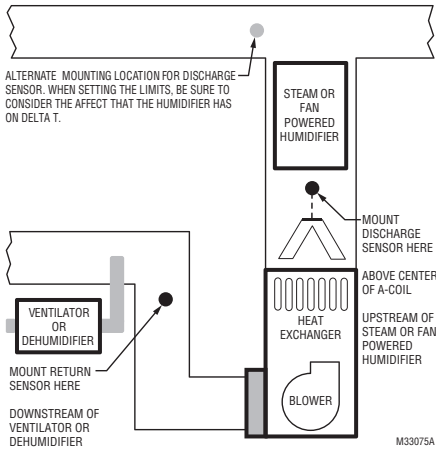 ALTERNATE MOUNTING LOCATION FOR DISCHARGE
SENSOR. WHEN SETTING THE LIMITS, BE SURE TO
CONSIDER THE AFFECT THAT THE HUMIDIFIER HAS
ON DELTA T.
STEAM OR
FAN
POWERED
HUMIDIFIER
MOUNT
DISCHARGE
SENSOR HERE
ABOVE CENTER
OF A-COIL
UPSTREAM OF
STEAM OR FAN
POWERED
HUMIDIFIER
HEAT
EXCHANGER
BLOWER
VENTILATOR
OR
DEHUMIDIFIER
MOUNT RETURN
SENSOR HERE
DOWNSTREAM OF
VENTILATOR OR
DEHUMIDIFIER
M33075A